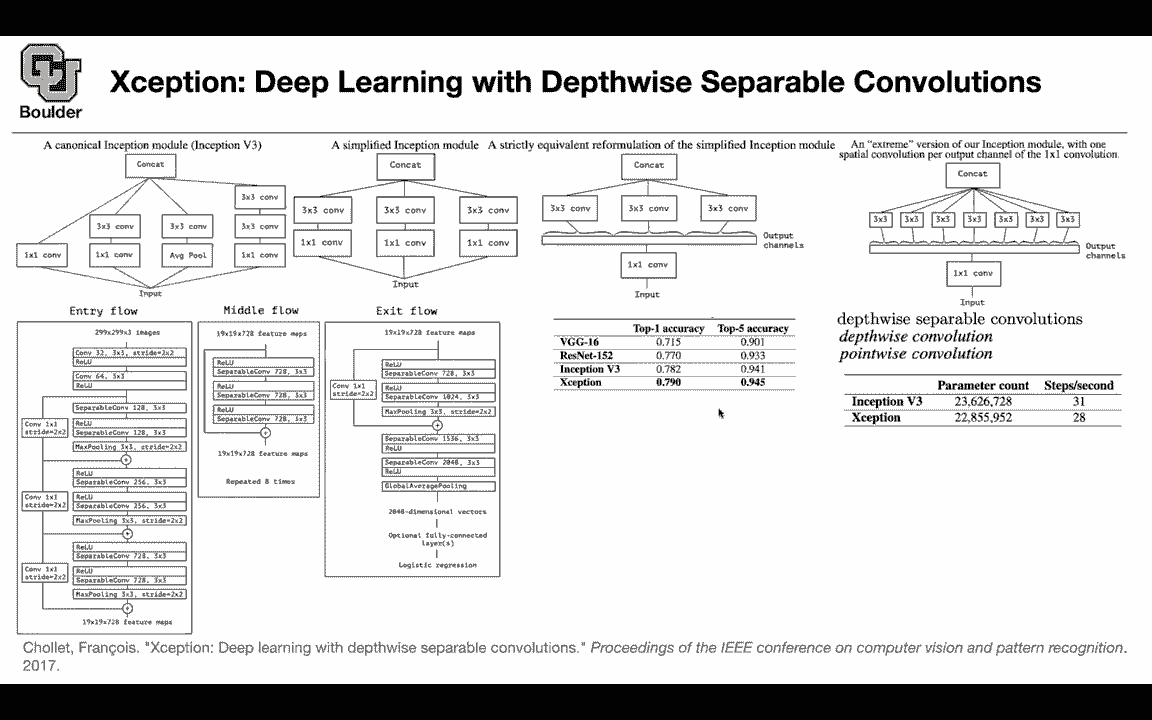 Boulder
Xception: Deep Learning with Depthwise Separable Convolutions
A canonical Inception module (Inception V3)
Concat
3x3 conv
3x3 conv
3x3 conv
3x3 conv
1x1 conv
1x1 conv
Avg Pool
1x1 conv
Input
A simplified Inception module
Concat
3x3 conv
3x3 conv
3x3 conv
1x1 conv
1x1 conv
1x1 conv
Input
A strictly equivalent reformulation of the simplified Inception module
Concat
3x3 conv
3x3 conv
3x3 conv
Output
channels
1x1 conv
Input
An “extreme” version of our Inception module, with one
spatial convolution per output channel of the 1x1 convolution.
Concat
3x3
3x3
3x3
3x3
3x3
3x3
3x3
Output
channels
1x1 conv
Input
Entry flow
299x299x3 images
Conv 32, 3x3, stride=2x2
ReLU
Conv 64, 3x3
ReLU
SeparableConv 128, 3x3
Conv 1x1
stride=2x2
ReLU
SeparableConv 128, 3x3
MaxPooling 3x3, stride=2x2
+
ReLU
SeparableConv 256, 3x3
Conv 1x1
stride=2x2
ReLU
SeparableConv 256, 3x3
MaxPooling 3x3, stride=2x2
+
ReLU
SeparableConv 728, 3x3
Conv 1x1
stride=2x2
ReLU
SeparableConv 728, 3x3
MaxPooling 3x3, stride=2x2
+
19x19x728 feature maps
Middle flow
19x19x728 feature maps
ReLU
SeparableConv 728, 3x3
ReLU
SeparableConv 728, 3x3
ReLU
SeparableConv 728, 3x3
+
19x19x728 feature maps
Repeated 8 times
Exit flow
19x19x728 feature maps
ReLU
SeparableConv 728, 3x3
Conv 1x1
stride=2x2
ReLU
SeparableConv 1024, 3x3
MaxPooling 3x3, stride=2x2
+
SeparableConv 1536, 3x3
ReLU
SeparableConv 2048, 3x3
ReLU
GlobalAveragePooling
2048-dimensional vectors
Optional fully-connected
layer(s)
Logistic regression
Top-1 accuracy Top-5 accuracy
VGG-16 0.715 0.901
ResNet-152 0.770 0.933
Inception V3 0.782 0.941
Xception 0.790 0.945
depthwise separable convolutions
depthwise convolution
pointwise convolution
Parameter count Steps/second
Inception V3 23,626,728 31
Xception 22,855,952 28
Chollet, François. "Xception: Deep learning with depthwise separable convolutions." Proceedings of the IEEE conference on computer vision and pattern recognition.
2017.